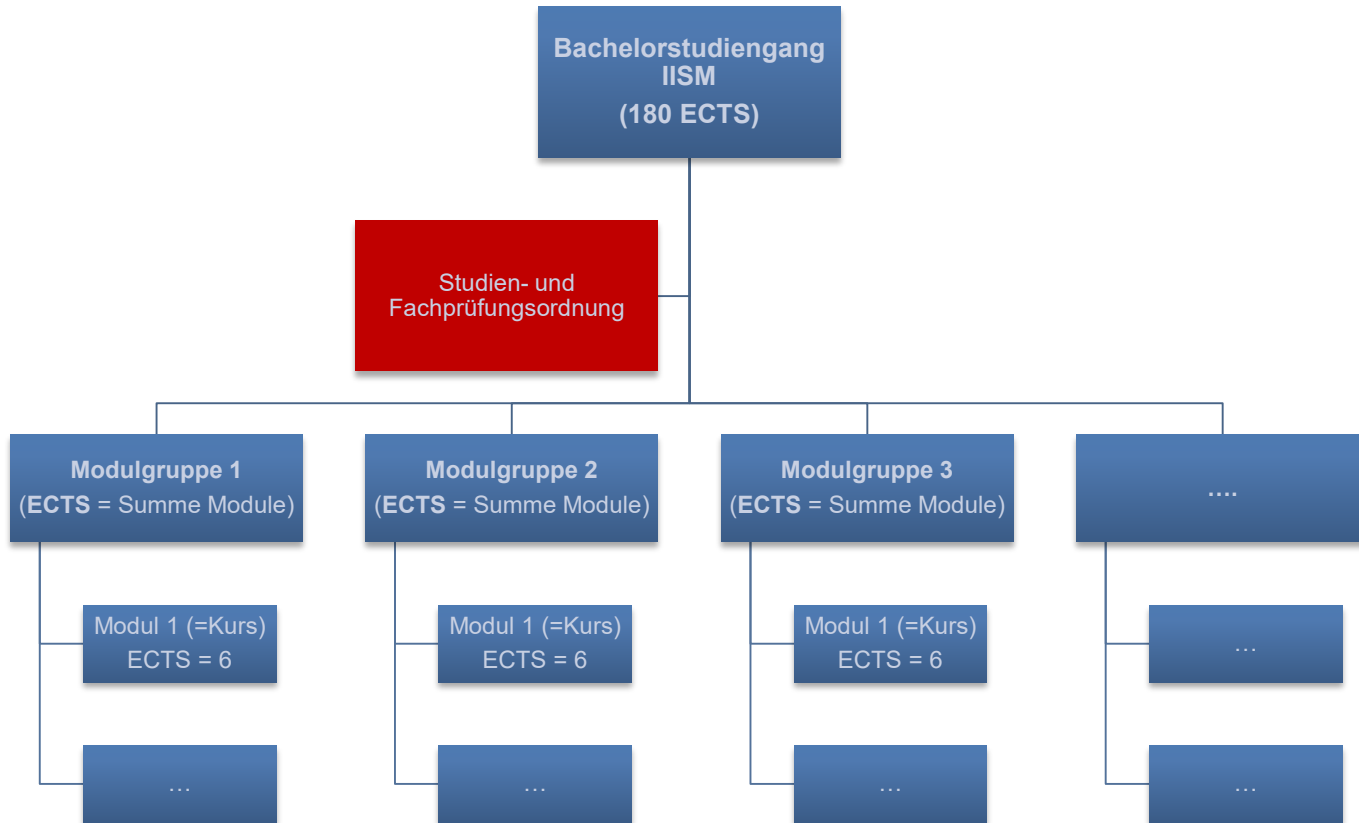 Bachelorstudiengang
IISM
(180 ECTS)
Studien- und
Fachprüfungsordnung
Modulgruppe 1
(ECTS = Summe Module)
Modulgruppe 2
(ECTS = Summe Module)
Modulgruppe 3
(ECTS = Summe Module)
....
Modul 1 (=Kurs)
ECTS = 6
Modul 1 (=Kurs)
ECTS = 6
Modul 1 (=Kurs)
ECTS = 6
…
…
…
…
…